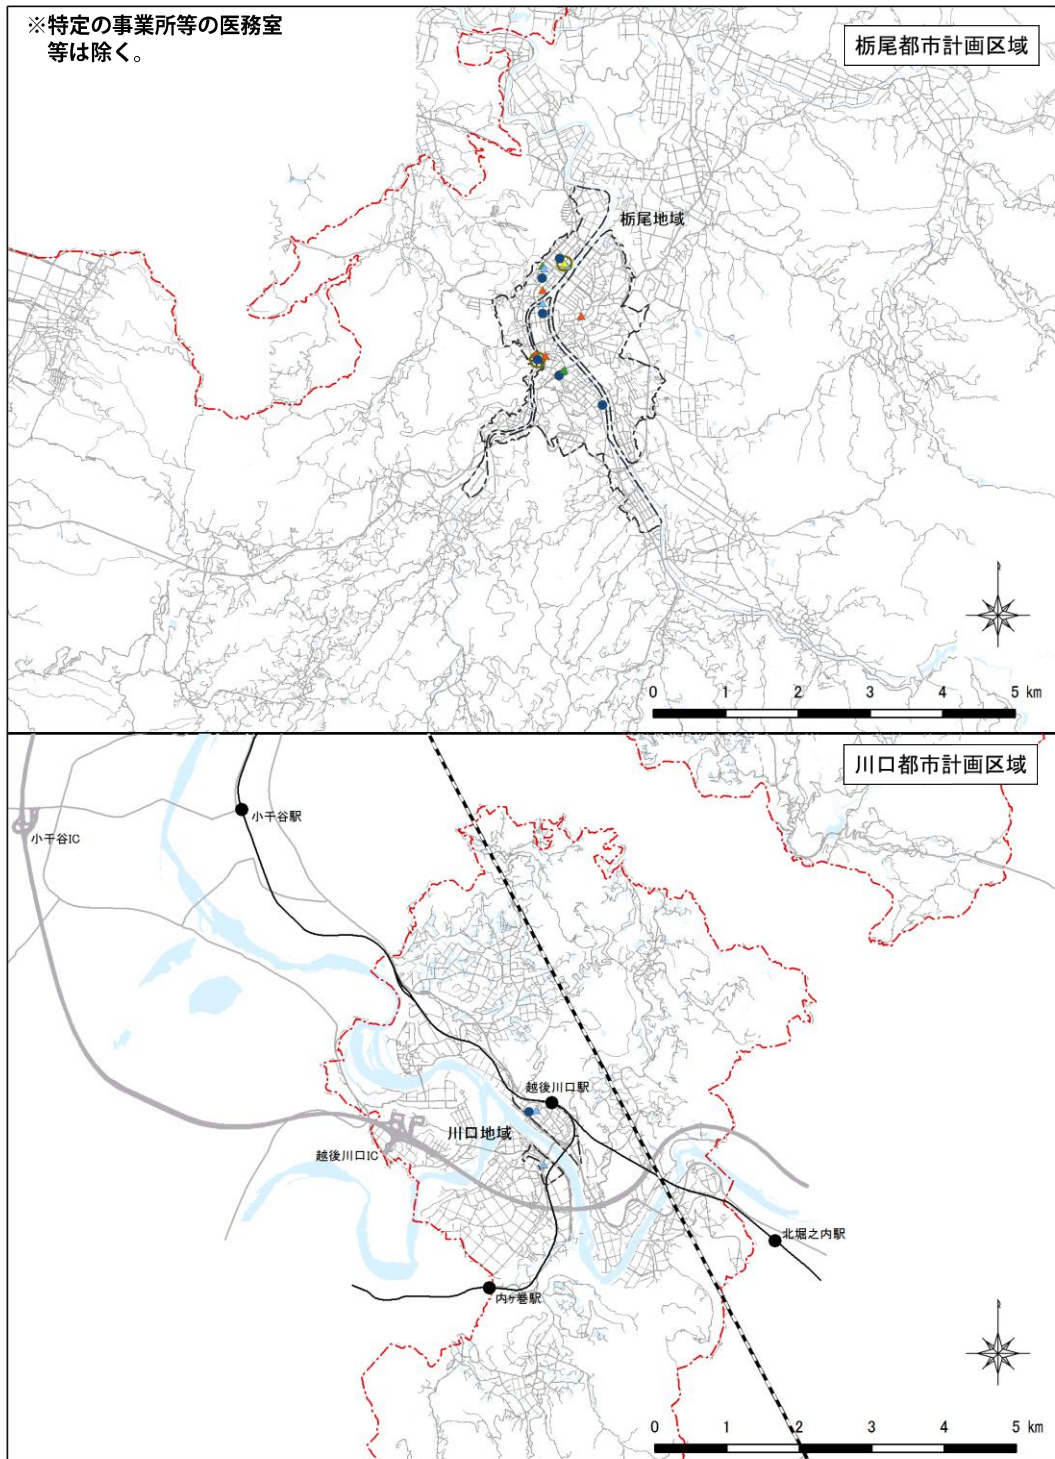 ※特定の事業所等の医務室
等は除く。
栃尾都市計画区域
栃尾地域
0 1 2 3 4 5 km
川口都市計画区域
小千谷駅
小千谷IC
越後川口駅
川口地域
越後川口IC
北堀之内駅
内ヶ巻駅
0 1 2 3 4 5 km